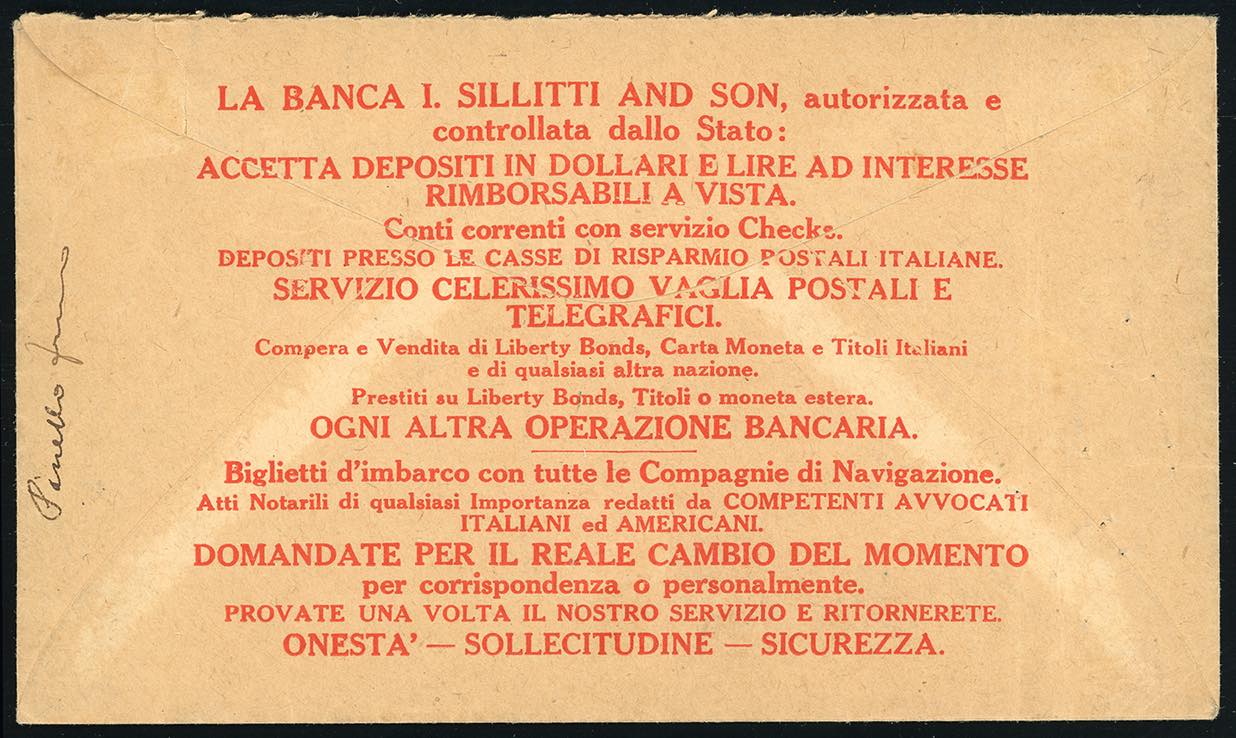 LA BANCA I. SILLITTI AND SON, autorizzata e
controllata dallo Stato:
ACCETTA DEPOSITI IN DOLLARI E LIRE AD INTERESSE
RIMBORSABILI A VISTA.
Conti correnti con servizio Checks.
DEPOSITI PRESSO LE CASSE DI RISPARMIO POSTALI ITALIANE.
SERVIZIO CELERISSIMO VAGLIA POSTALI E
TELEGRAFICI.
Compera e Vendita di Liberty Bonds, Carta Moneta e Titoli Italiani
e di qualsiasi altra nazione.
Prestiti su Liberty Bonds, Titoli o moneta estera.
OGNI ALTRA OPERAZIONE BANCARIA.
Biglietti d'imbarco con tutte le Compagnie di Navigazione.
Atti Notarili di qualsiasi Importanza redatti da COMPETENTI AVVOCATI
ITALIANI ed AMERICANI.
DOMANDATE PER IL REALE CAMBIO DEL MOMENTO
per corrispondenza o personalmente.
PROVATE UNA VOLTA IL NOSTRO SERVIZIO E RITORNERETE.
ONESTA' — SOLLECITUDINE — SICUREZZA.